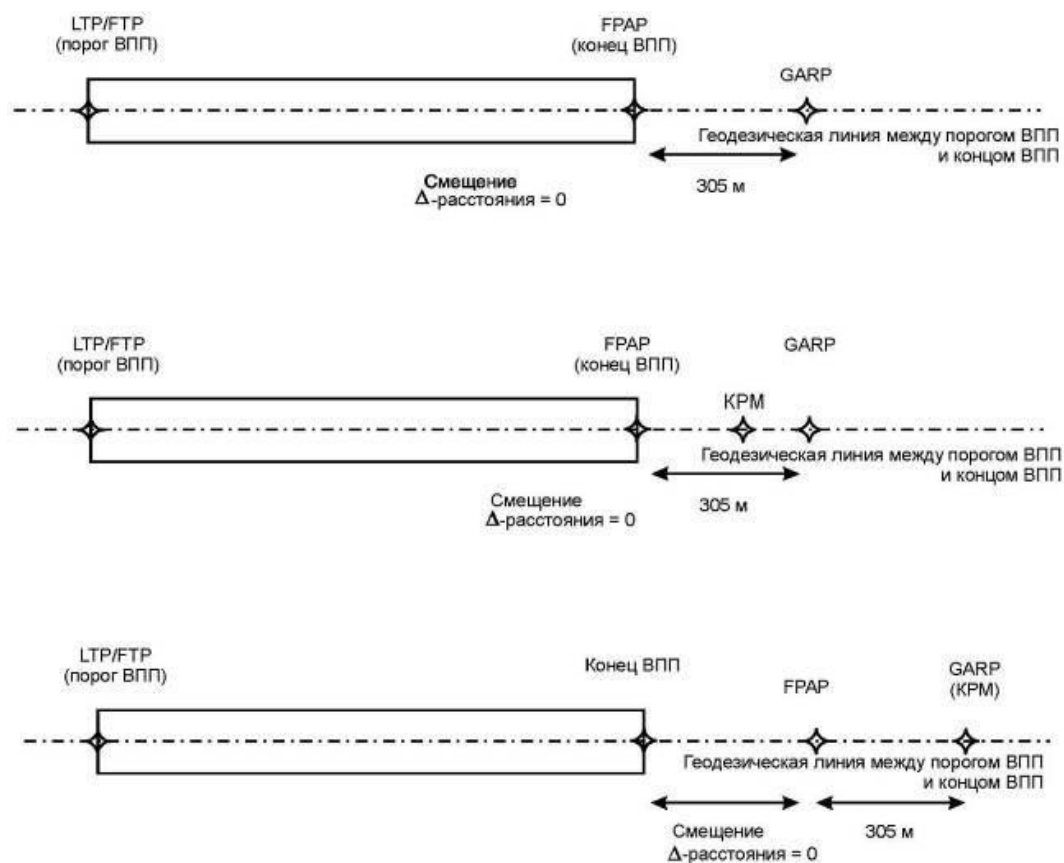 LTP/FTP
(порог ВПП)
FPAP
(конец ВПП)
GARP
Геодезическая линия между порогом ВПП
и концом ВПП
305 м
Смещение
Δ-расстояния = 0
LTP/FTP
(порог ВПП)
FPAP
(конец ВПП)
GARP
КРМ
Геодезическая линия между порогом ВПП
и концом ВПП
305 м
Смещение
Δ-расстояния = 0
LTP/FTP
(порог ВПП)
Конец ВПП
FPAP
GARP
(КРМ)
Геодезическая линия между порогом ВПП
и концом ВПП
Смещение
Δ-расстояния = 0
305 м